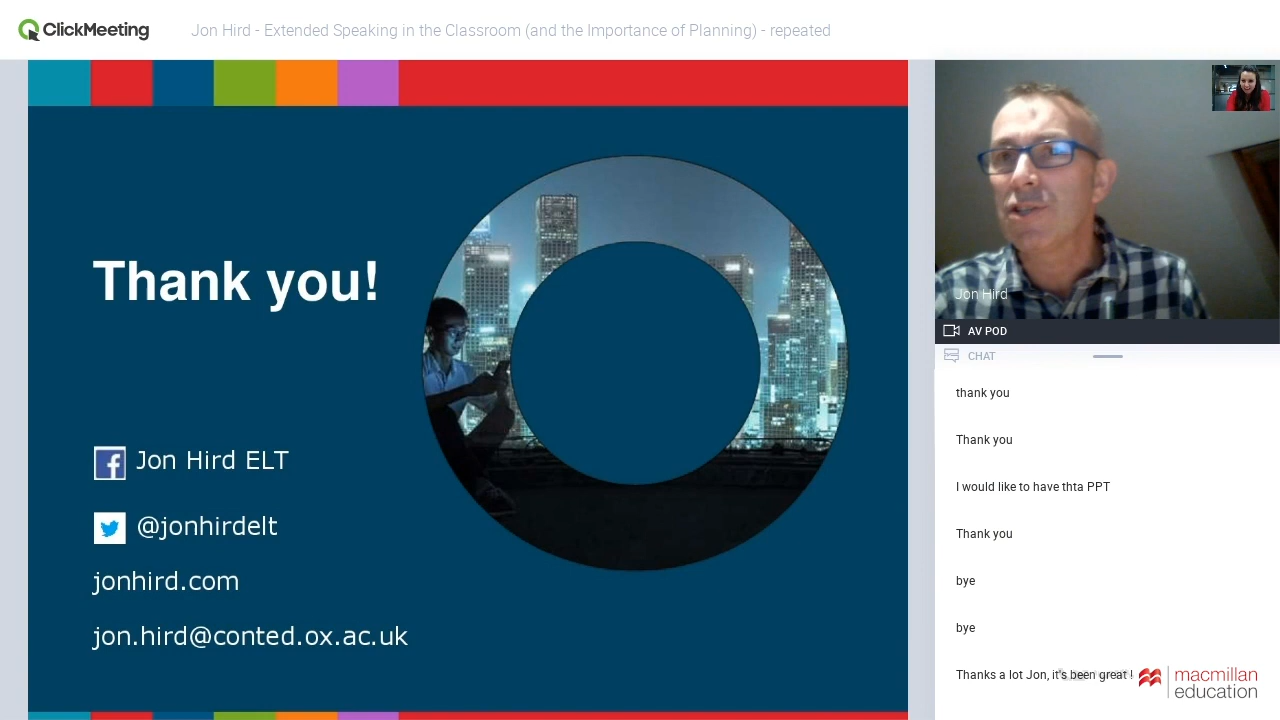 ClickMeeting
Jon Hird - Extended Speaking in the Classroom (and the Importance of Planning) - repeated
Thank you!
Jon Hird ELT
@jonhirdelt
jonhird.com
jon.hird@conted.ox.ac.uk
Jon Hird
AV POD
CHAT
thank you
Thank you
I would like to have thta PPT
Thank you
bye
bye
Thanks a lot Jon, it's been great !
macmillan
education